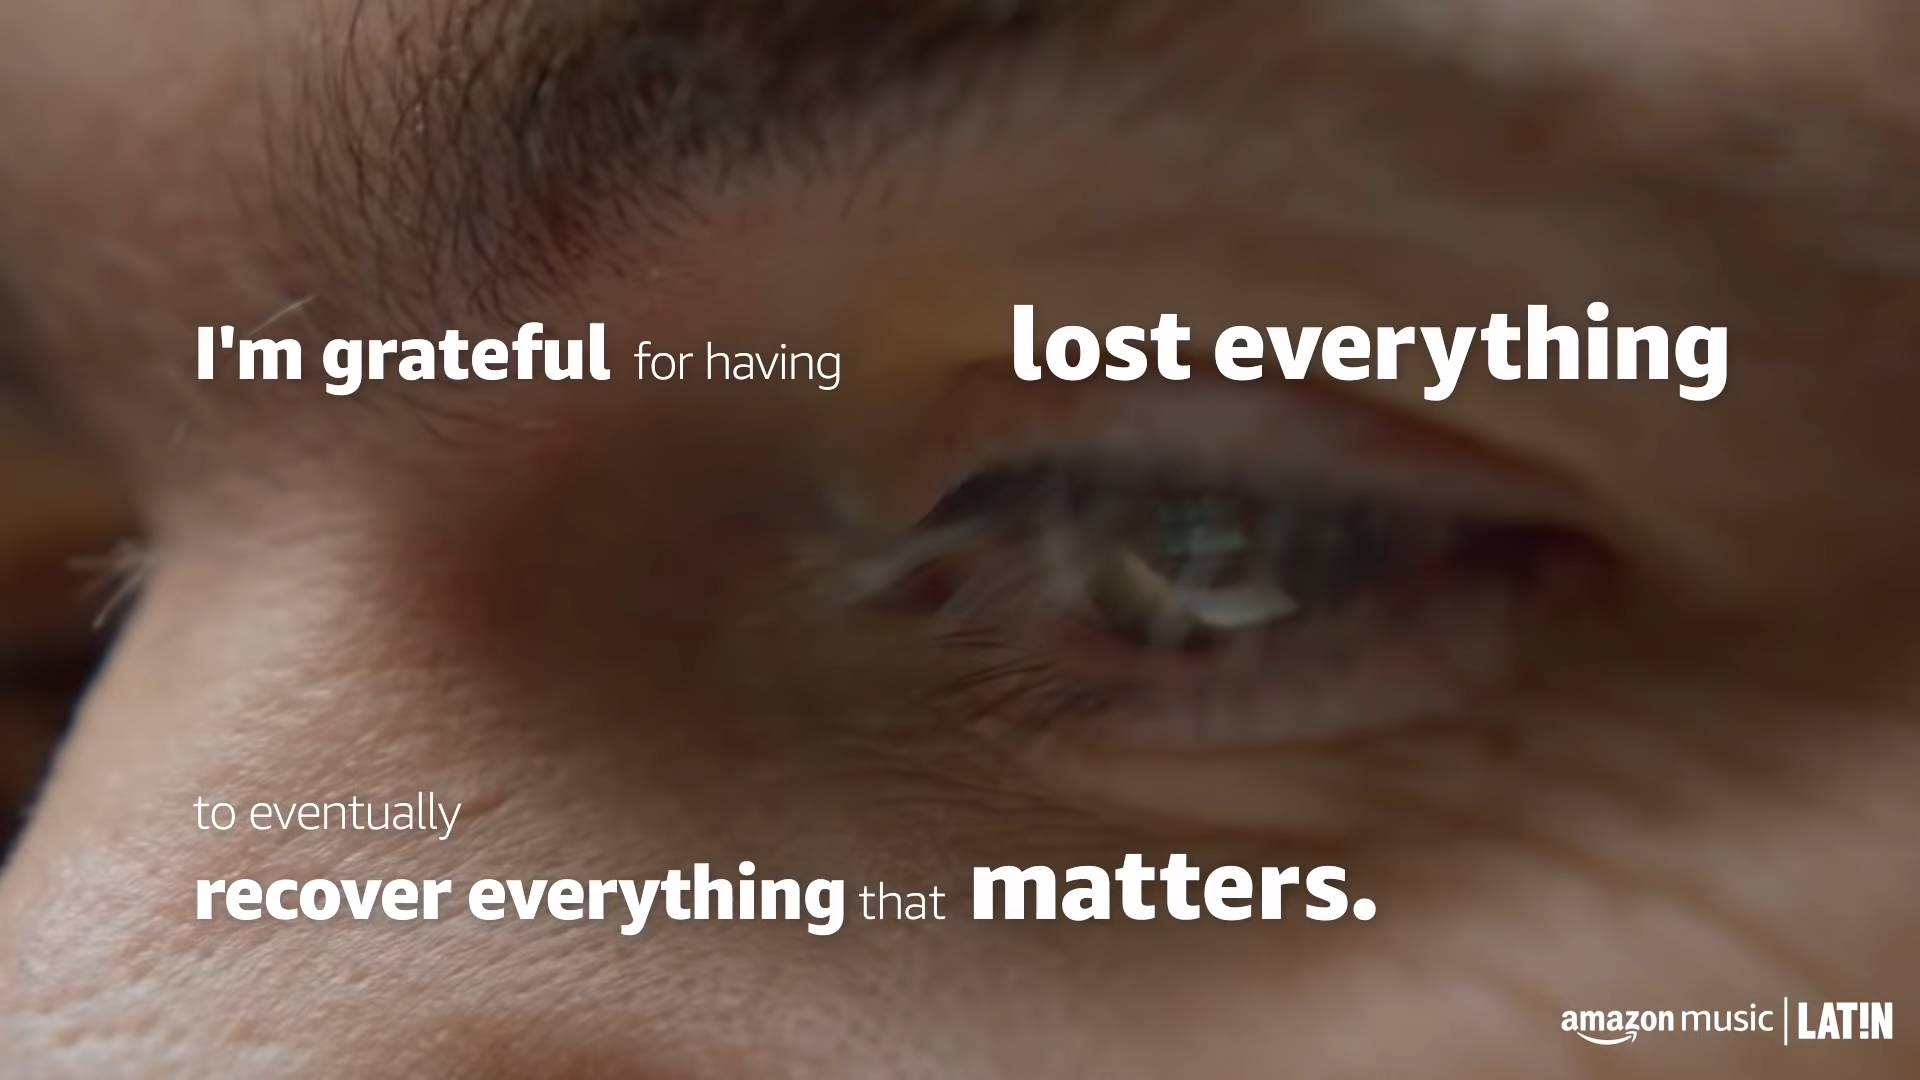 I'm grateful for having lost everything
to eventually
recover everything that matters.
amazon music | LAT!N